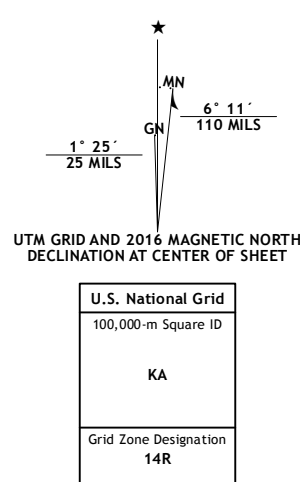 ★
MN
GN
6° 11´
110 MILS
1° 25´
25 MILS
UTM GRID AND 2016 MAGNETIC NORTH
DECLINATION AT CENTER OF SHEET
U.S. National Grid
100,000-m Square ID
KA
Grid Zone Designation
14R